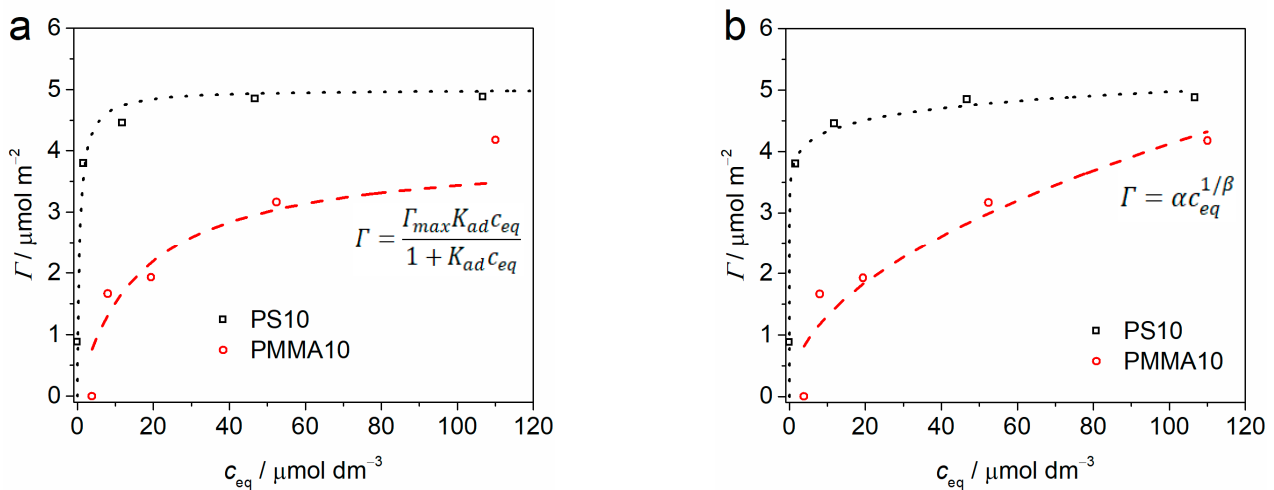 a
6
5
4
3
2
1
0
Γ / μmol m⁻²
Γ = Γmax Kad ceq / 1 + Kad ceq
PS10
PMMA10
0 20 40 60 80 100 120
ceq / μmol dm⁻³
b
6
5
4
3
2
1
0
Γ / μmol m⁻²
Γ = αceq^1/β
PS10
PMMA10
0 20 40 60 80 100 120
ceq / μmol dm⁻³